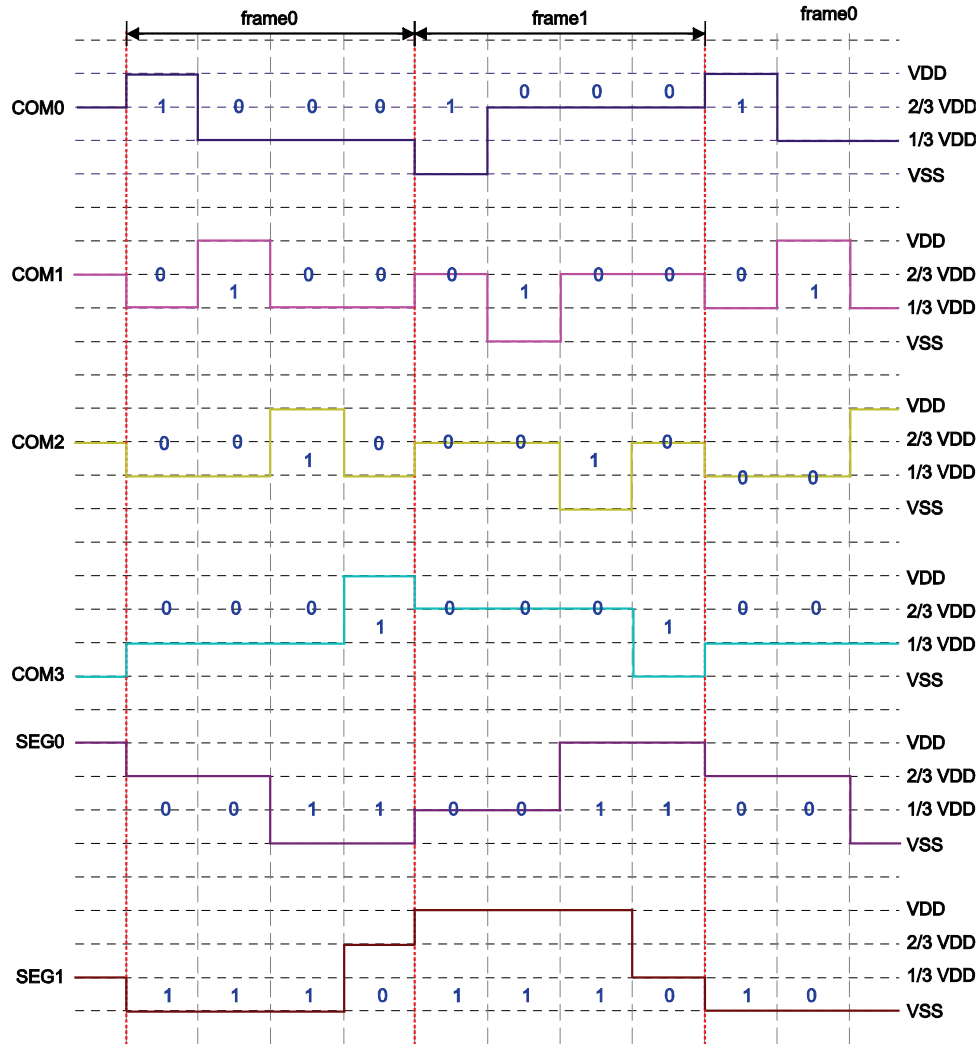 frame0 frame1 frame0
VDD
COM0 1 0 0 0 1 0 0 0 1 2/3 VDD
1/3 VDD
VSS
VDD
COM1 0 1 0 0 0 1 0 0 0 1 2/3 VDD
1/3 VDD
VSS
VDD
COM2 0 0 1 0 0 0 1 0 0 0 2/3 VDD
1/3 VDD
VSS
VDD
0 0 0 1 0 0 0 1 0 0 2/3 VDD
1/3 VDD
COM3 VSS
SEG0 VDD
2/3 VDD
0 0 1 1 0 0 1 1 0 0 1/3 VDD
VSS
VDD
2/3 VDD
SEG1 1/3 VDD
1 1 1 0 1 1 1 0 1 0
VSS